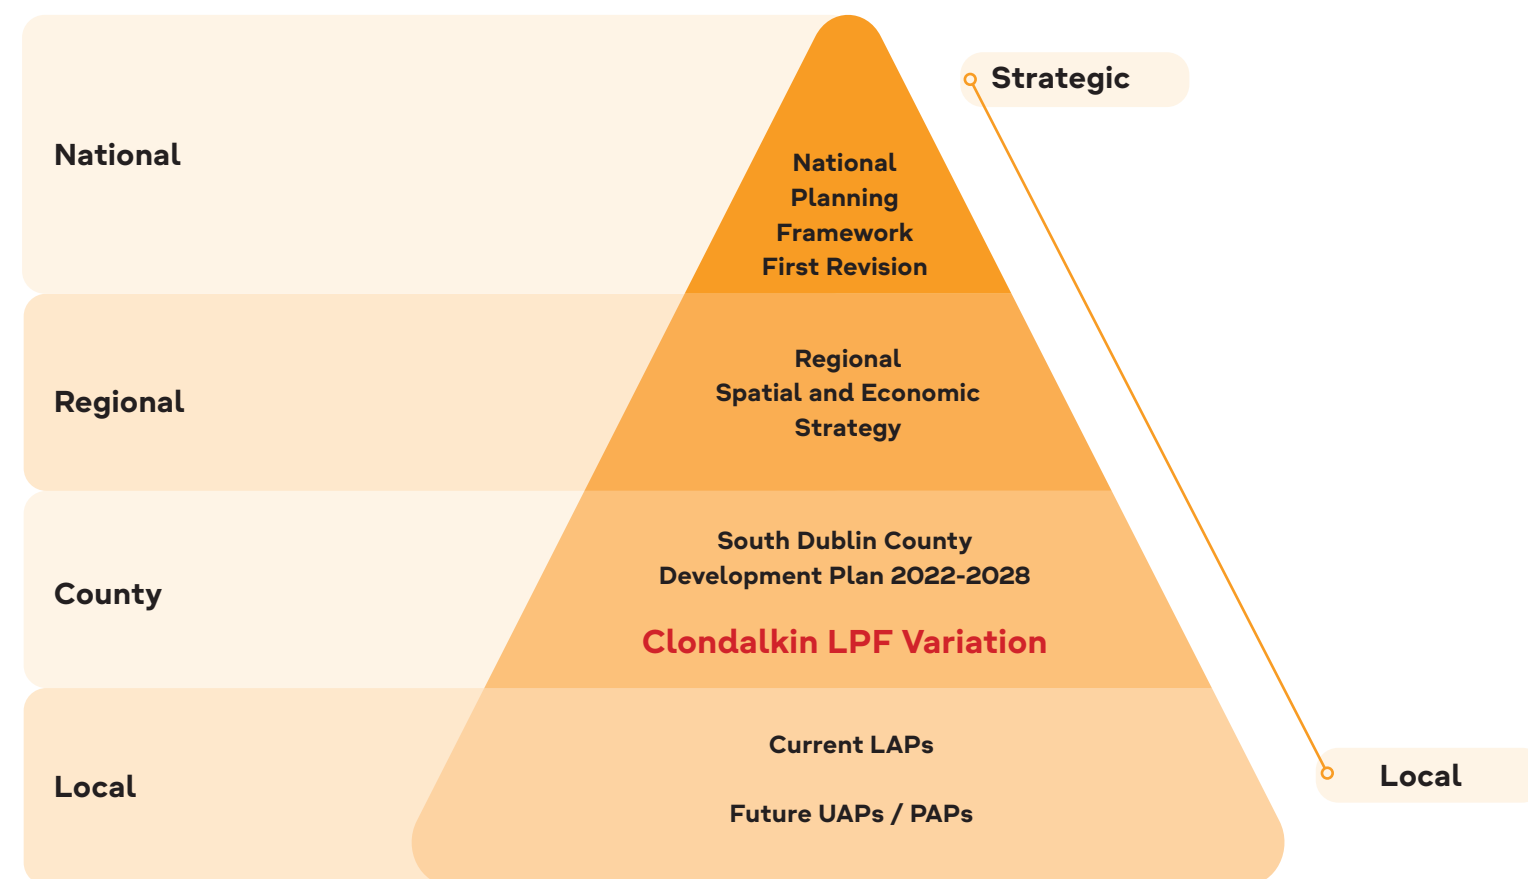 Strategic
National
National
Planning
Framework
First Revision
Regional
Regional
Spatial and Economic
Strategy
County
South Dublin County
Development Plan 2022-2028
Clondalkin LPF Variation
Local
Current LAPs
Future UAPs / PAPs
Local